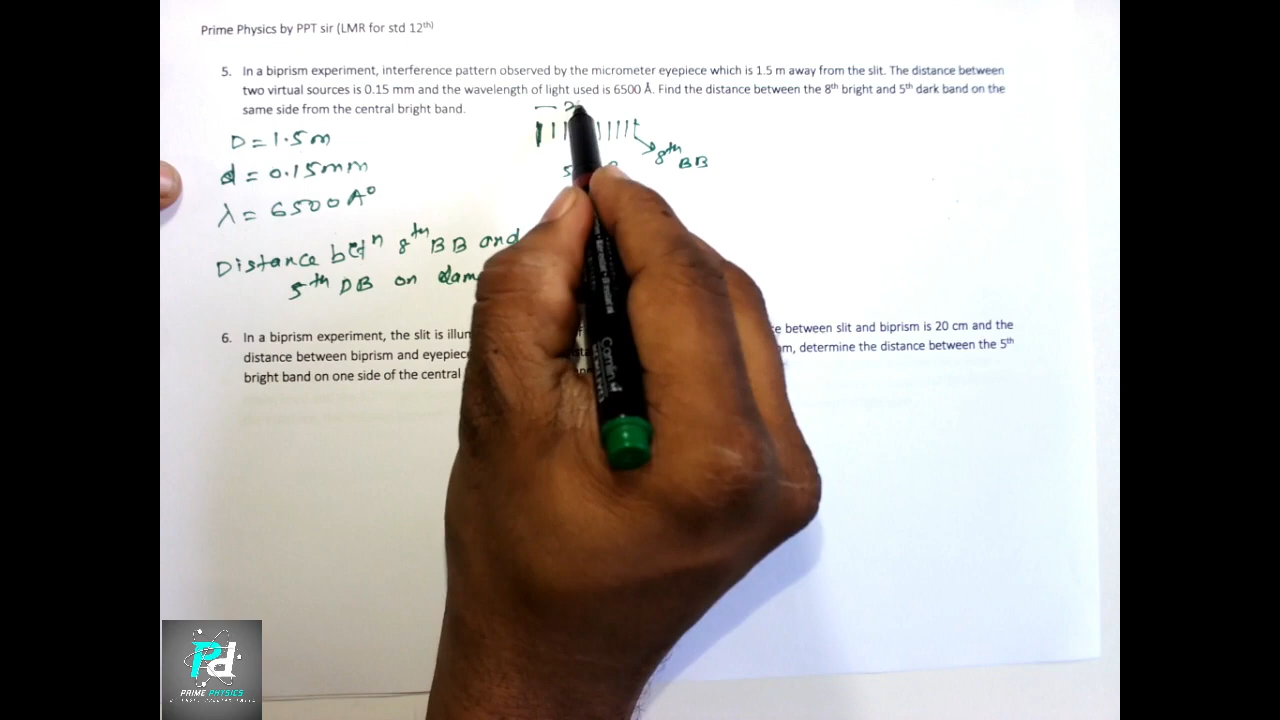 Prime Physics by PPT sir (LMR for std 12th)
5. In a biprism experiment, interference pattern observed by the micrometer eyepiece which is 1.5 m away from the slit. The distance between
two virtual sources is 0.15 mm and the wavelength of light used is 6500 Å. Find the distance between the 8th bright and 5th dark band on the
same side from the central bright band.
D = 1.5 m
d = 0.15 mm
λ = 6500 A°
8th
BB
Distance betn 8th BB and
5th DB on
6. In a biprism experiment, the slit is between slit and biprism is 20 cm and the
distance between biprism and determine the distance between the 5th
bright band on one side of the central
Pd
PRIME PHYSICS